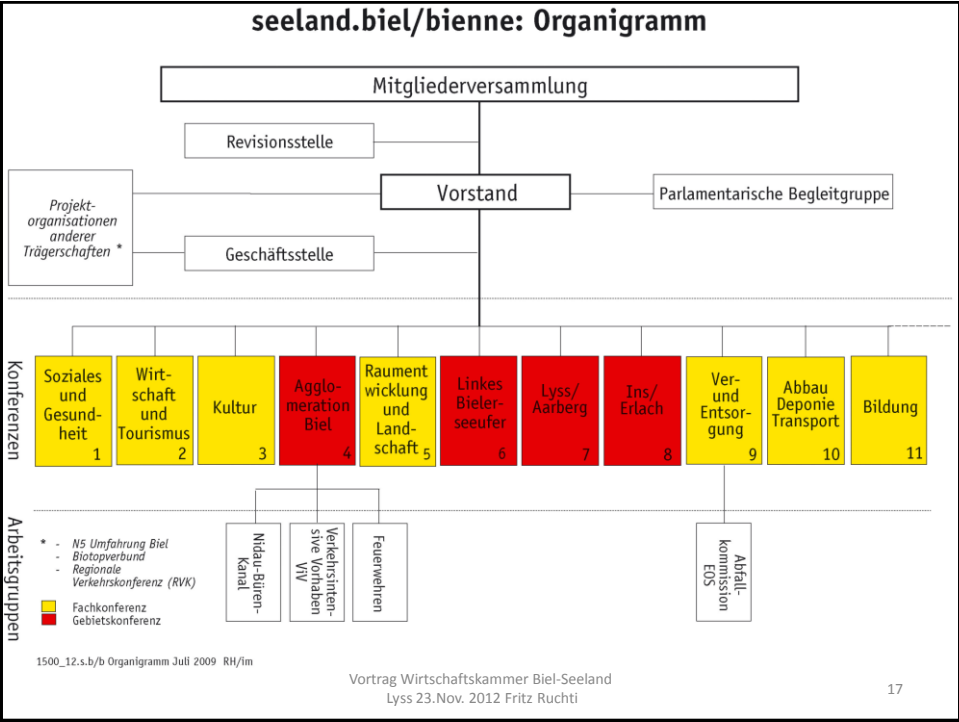 seeland.biel/bienne: Organigramm
Mitgliederversammlung
Revisionsstelle
Vorstand
Parlamentarische Begleitgruppe
Projekt-
organisationen
anderer
Trägerschaften *
Geschäftsstelle
Konferenzen
Soziales
und
Gesund-
heit
1
Wirt-
schaft
und
Tourismus
2
Kultur
3
Agglo-
meration
Biel
4
Raument
wicklung
und
Land-
schaft 5
Linkes
Bieler-
seeufer
6
Lyss/
Aarberg
7
Ins/
Erlach
8
Ver-
und
Entsor-
gung
9
Abbau
Deponie
Transport
10
Bildung
11
Arbeitsgruppen
Nidau-Büren-
Kanal
Verkehrsinten-
sive Vorhaben
ViV
Feuerwehren
Abfall-
kommission
EOS
* - N5 Umfahrung Biel
- Biotopverbund
- Regionale
Verkehrskonferenz (RVK)
Fachkonferenz
Gebietskonferenz
1500_12.s.b/b Organigramm Juli 2009 RH/im
Vortrag Wirtschaftskammer Biel-Seeland
Lyss 23.Nov. 2012 Fritz Ruchti
17